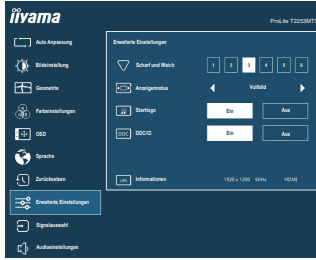 iiyama
ProLite T2253MTS
Auto Anpassung
Bildeinstellung
Geometrie
Farbeinstellungen
OSD
Sprache
Zurücksetzen
Erweiterte Einstellungen
Signalauswahl
Audioeinstellungen
Erweiterte Einstellungen
Scharf und Weich
1 2 3 4 5 6
Anzeigemodus
Vollbild
Startlogo
Ein Aus
DDC DDC/CI
Ein Aus
Informationen
1920 x 1200 60Hz HDMI